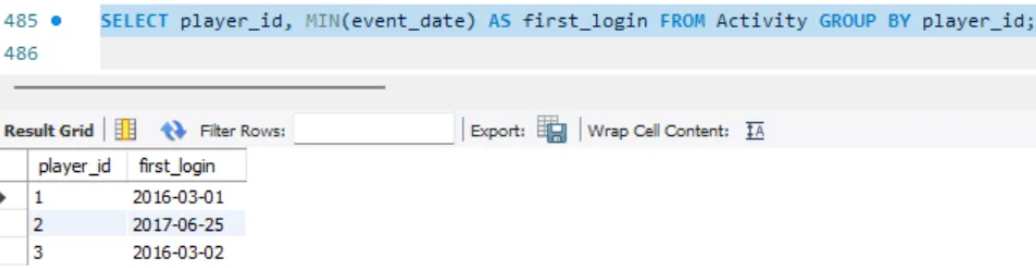 485 SELECT player_id, MIN(event_date) AS first_login FROM Activity GROUP BY player_id;
486
Result Grid Filter Rows: Export: Wrap Cell Content: IA
player_id first_login
1 2016-03-01
2 2017-06-25
3 2016-03-02